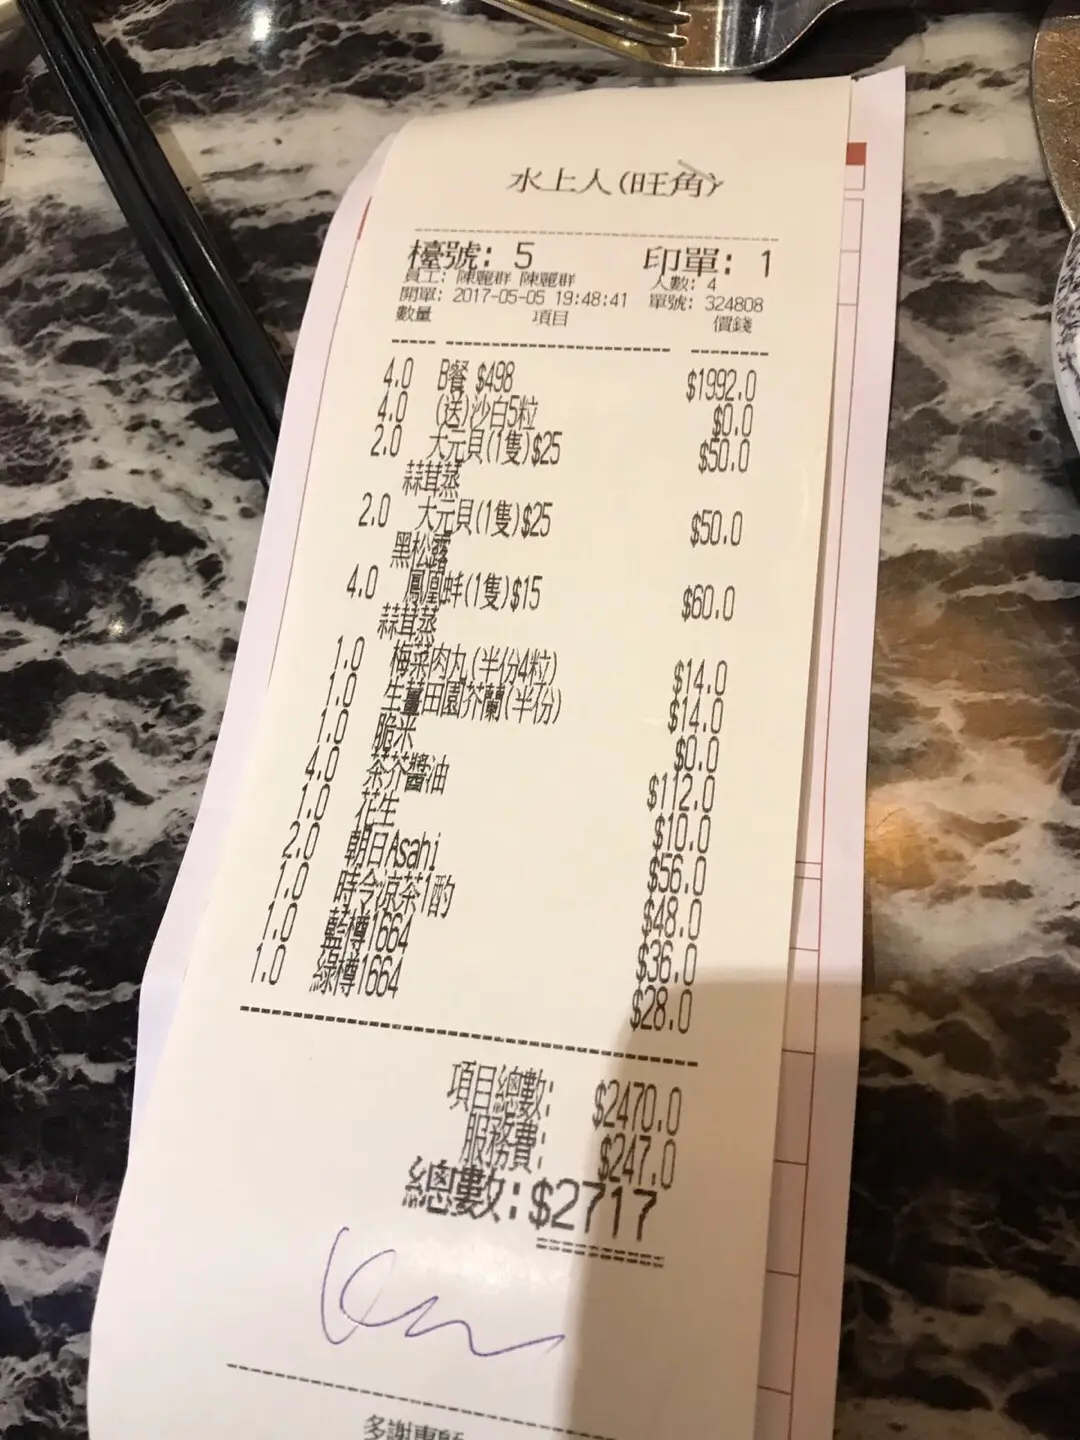 水上人(旺角)
檯號: 5 印單: 1
員工: 陳麗群 陳麗群 人數: 4
開單: 2017-05-05 19:48:41 單號: 324808
數量 項目 價錢
4.0 B餐 $498 $1992.0
4.0 (送)沙白5粒 $0.0
2.0 大元貝(1隻)$25 $50.0
蒜茸蒸
2.0 大元貝(1隻)$25 $50.0
黑松露
4.0 鳳凰蚌(1隻)$15 $60.0
蒜茸蒸
1.0 梅菜肉丸(半份4粒) $14.0
1.0 生薑田園芥蘭(半份) $14.0
1.0 脆米 $0.0
4.0 茶芥醬油 $112.0
1.0 花生 $10.0
2.0 朝日Asahi $56.0
1.0 時令涼茶1酌 $48.0
1.0 藍樽1664 $36.0
1.0 綠樽1664 $28.0
項目總數: $2470.0
服務費: $247.0
總數: $2717
多謝惠顧